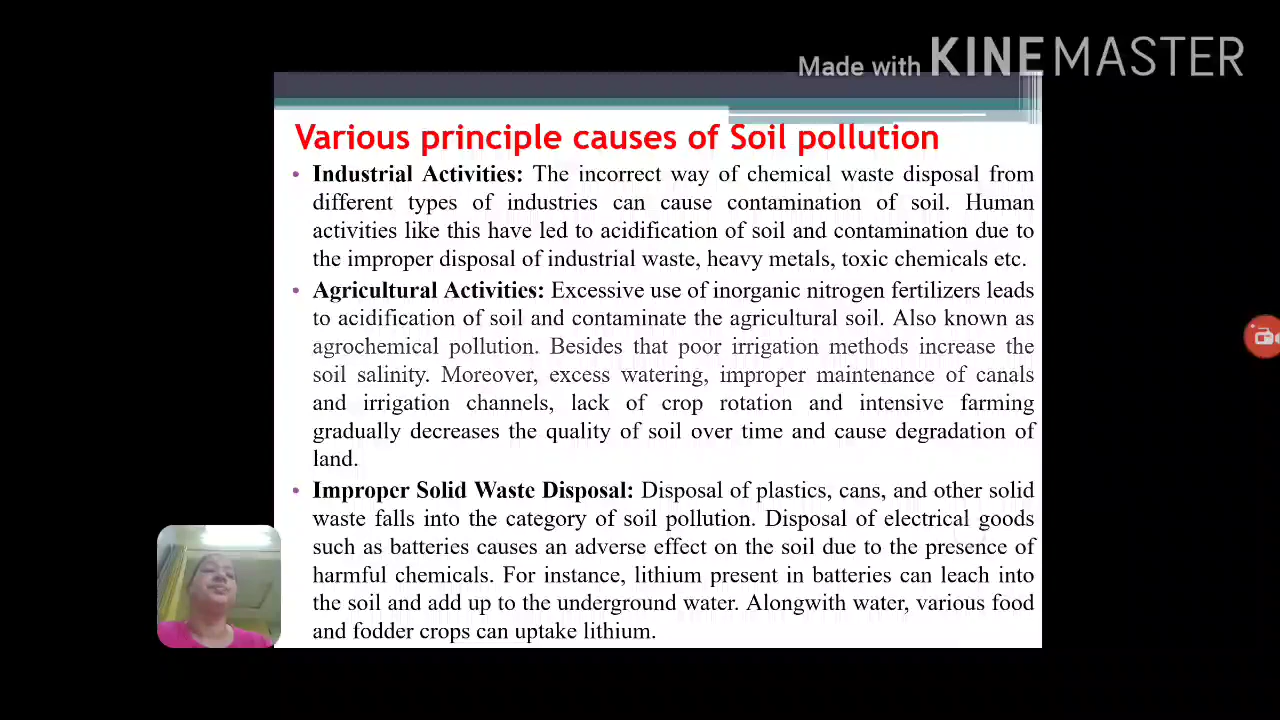 Made with KINEMASTER
Various principle causes of Soil pollution
• Industrial Activities: The incorrect way of chemical waste disposal from
different types of industries can cause contamination of soil. Human
activities like this have led to acidification of soil and contamination due to
the improper disposal of industrial waste, heavy metals, toxic chemicals etc.
• Agricultural Activities: Excessive use of inorganic nitrogen fertilizers leads
to acidification of soil and contaminate the agricultural soil. Also known as
agrochemical pollution. Besides that poor irrigation methods increase the
soil salinity. Moreover, excess watering, improper maintenance of canals
and irrigation channels, lack of crop rotation and intensive farming
gradually decreases the quality of soil over time and cause degradation of
land.
• Improper Solid Waste Disposal: Disposal of plastics, cans, and other solid
waste falls into the category of soil pollution. Disposal of electrical goods
such as batteries causes an adverse effect on the soil due to the presence of
harmful chemicals. For instance, lithium present in batteries can leach into
the soil and add up to the underground water. Alongwith water, various food
and fodder crops can uptake lithium.